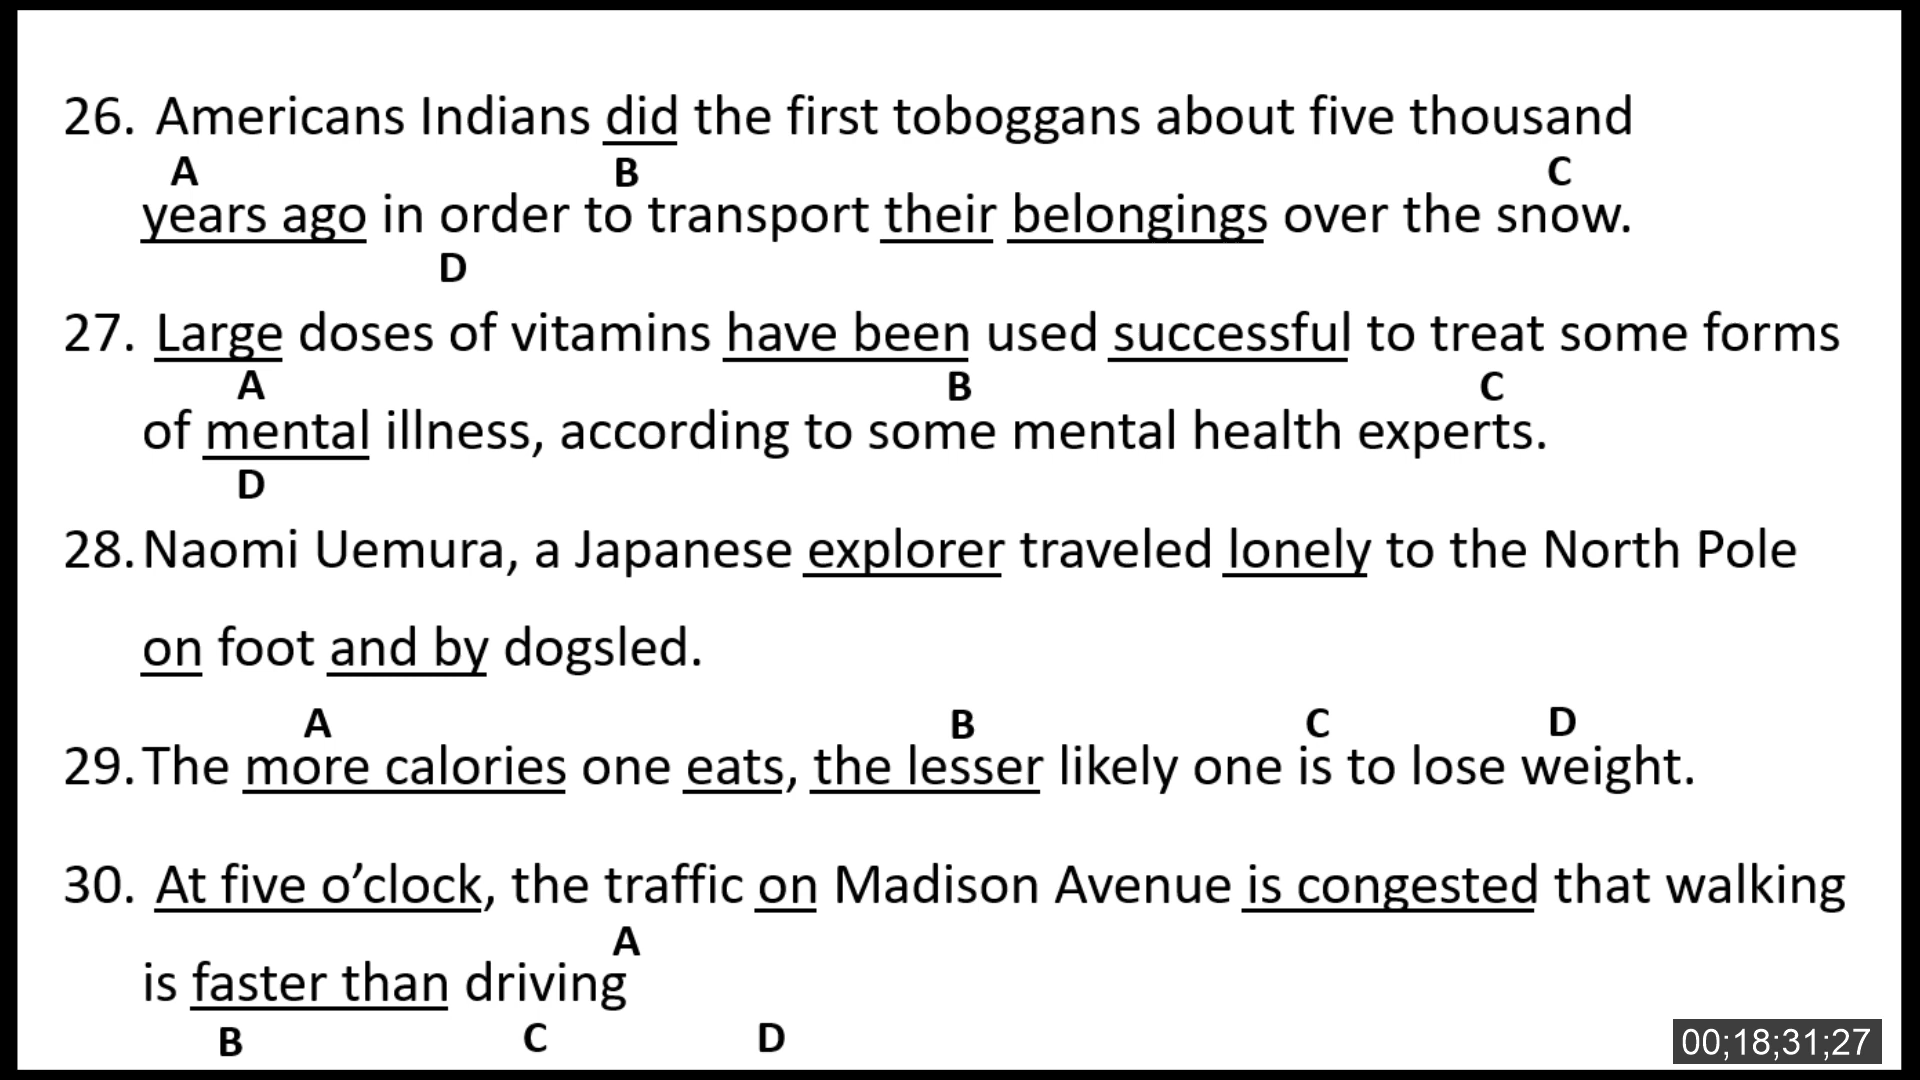 26. Americans Indians did the first toboggans about five thousand
A B C
years ago in order to transport their belongings over the snow.
D
27. Large doses of vitamins have been used successful to treat some forms
A B C
of mental illness, according to some mental health experts.
D
28. Naomi Uemura, a Japanese explorer traveled lonely to the North Pole
on foot and by dogsled.
A B C D
29. The more calories one eats, the lesser likely one is to lose weight.
30. At five o’clock, the traffic on Madison Avenue is congested that walking
A
is faster than driving
B C D
00;18;31;27